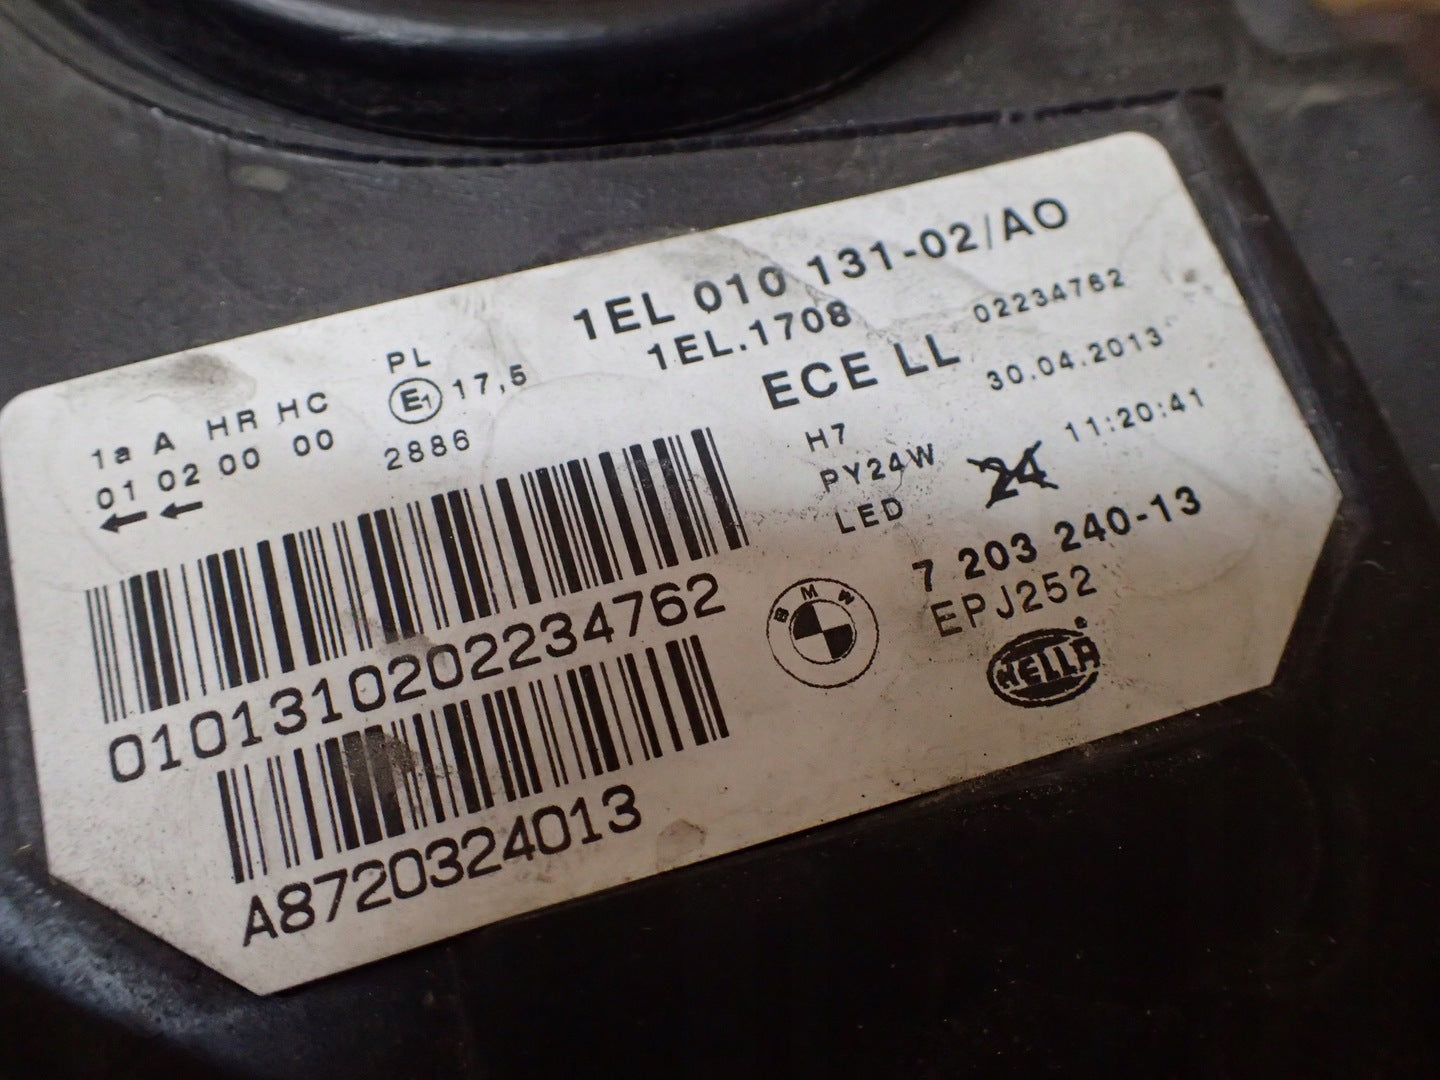 1EL 010 131-02/AO
1EL.1708
02234762
ECE LL
30.04.2013
11:20:41
H7
PY24W
LED
24
7 203 240-13
EPJ252
HELLA®
BMW
PL
E1 17,5
2886
1a A HR HC
01 02 00 00
← ←
0101310202234762
A8720324013